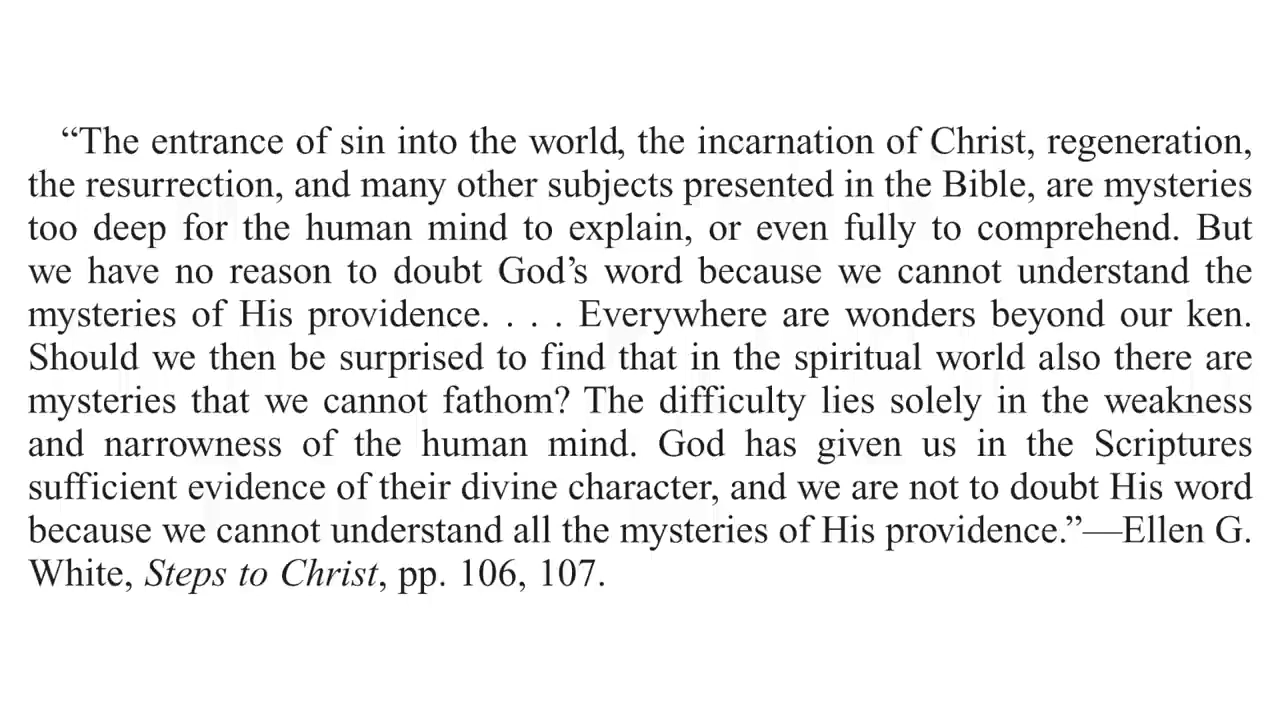 “The entrance of sin into the world, the incarnation of Christ, regeneration,
the resurrection, and many other subjects presented in the Bible, are mysteries
too deep for the human mind to explain, or even fully to comprehend. But
we have no reason to doubt God’s word because we cannot understand the
mysteries of His providence. . . . Everywhere are wonders beyond our ken.
Should we then be surprised to find that in the spiritual world also there are
mysteries that we cannot fathom? The difficulty lies solely in the weakness
and narrowness of the human mind. God has given us in the Scriptures
sufficient evidence of their divine character, and we are not to doubt His word
because we cannot understand all the mysteries of His providence.”—Ellen G.
White, Steps to Christ, pp. 106, 107.